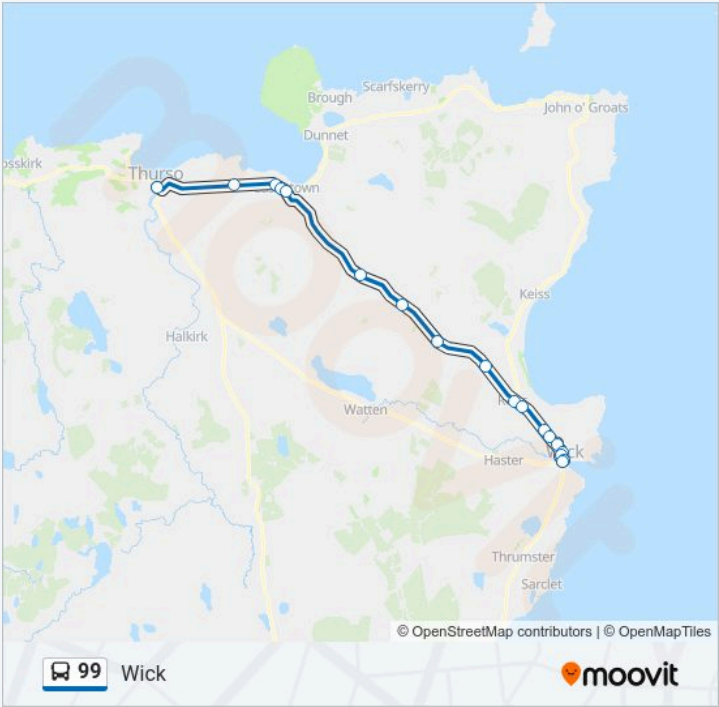 Scarfskerry
Brough
John o' Groats
Dunnet
osskirk
Thurso
town
Keiss
Halkirk
Watten
Wick
Haster
Thrumster
Sarclet
© OpenStreetMap contributors | © OpenMapTiles
99 Wick
moovit